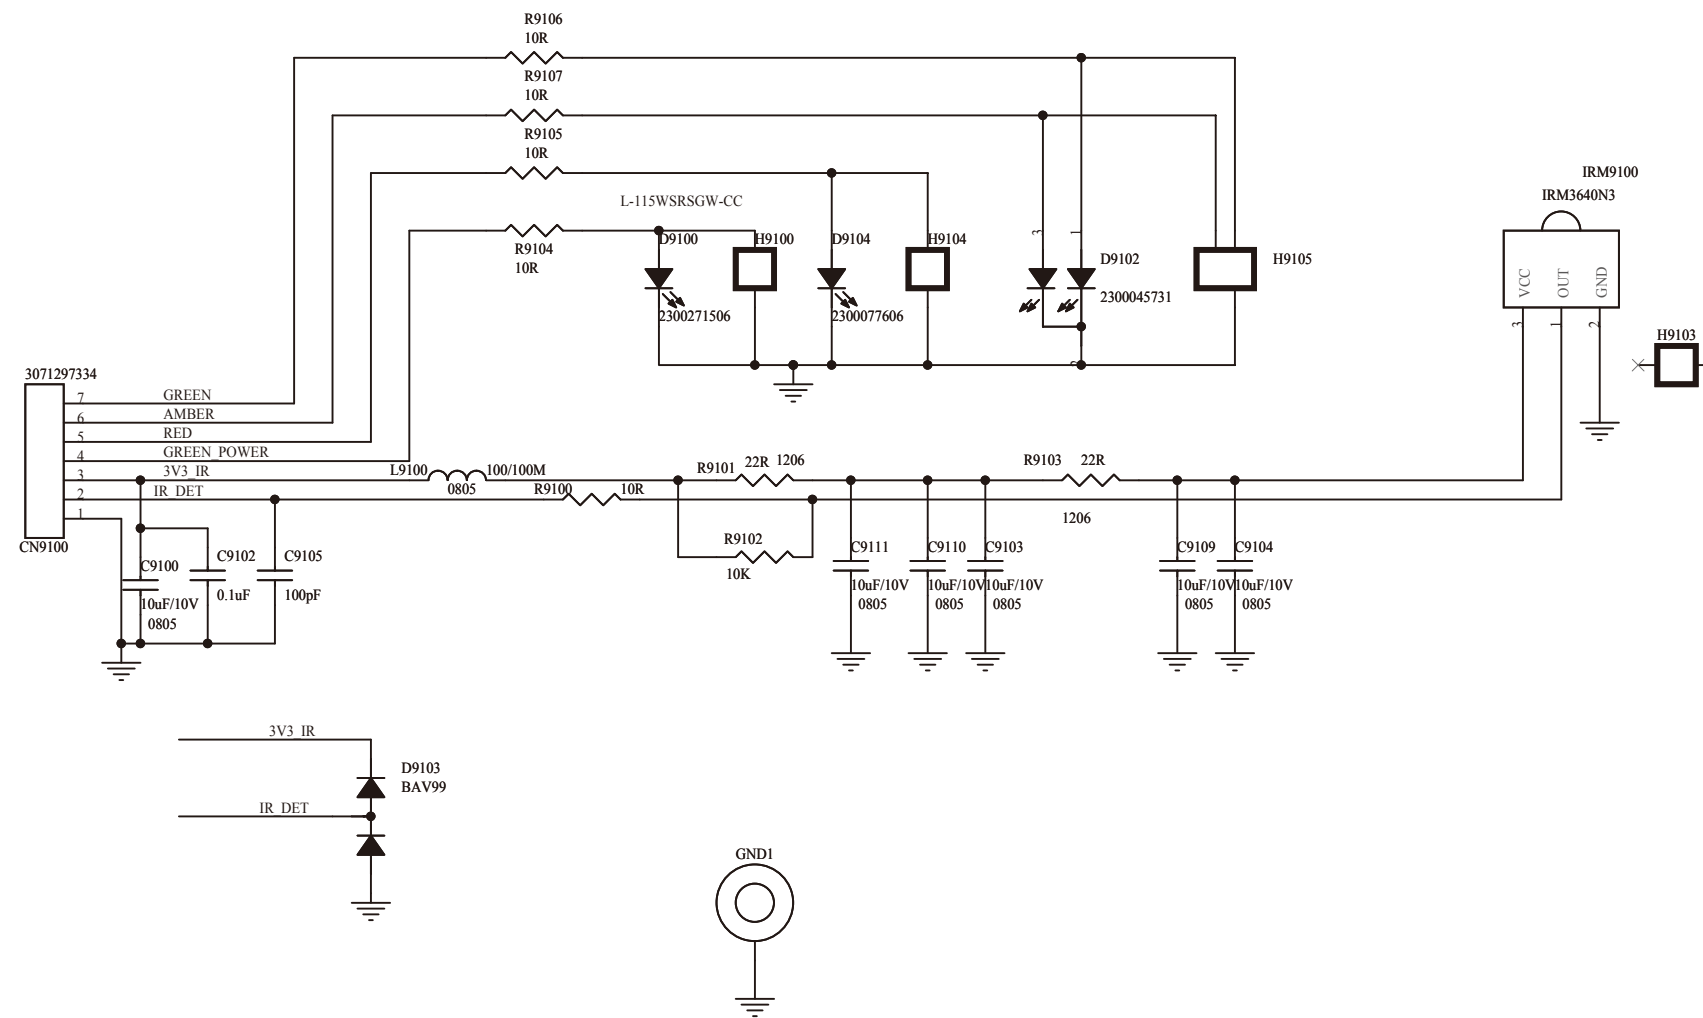 R9106
10R
R9107
10R
R9105
10R
L-115WSRSGW-CC
R9104
10R
D9100
H9100
D9104
H9104
2300271506
2300077606
3
1
D9102
2300045731
H9105
IRM9100
IRM3640N3
VCC
OUT
GND
3
1
2
H9103
3071297334
7
GREEN
6
AMBER
5
RED
4
GREEN_POWER
3
3V3_IR
2
IR_DET
1
CN9100
L9100
100/100M
0805
R9100
10R
R9101
22R
1206
R9102
10K
R9103
22R
1206
C9100
10uF/10V
0805
C9102
0.1uF
C9105
100pF
C9111
10uF/10V
0805
C9110
10uF/10V
0805
C9103
10uF/10V
0805
C9109
10uF/10V
0805
C9104
10uF/10V
0805
3V3_IR
D9103
BAV99
IR_DET
GND1